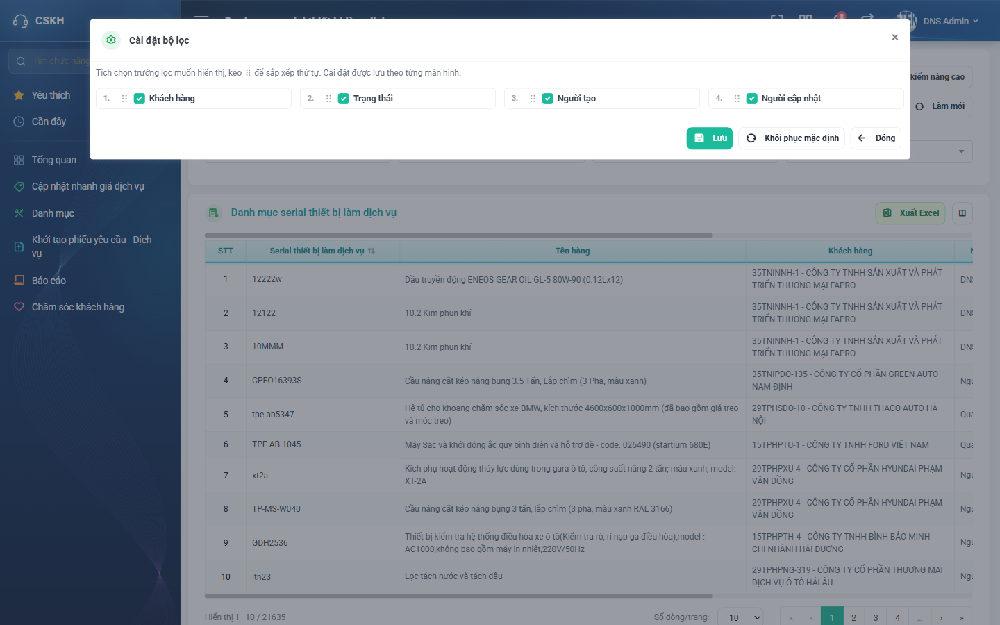 CSKH
DNS Admin
8
Cài đặt bộ lọc
×
Tích chọn trường lọc muốn hiển thị; kéo ⠿ để sắp xếp thứ tự. Cài đặt được lưu theo từng màn hình.
1. Khách hàng
2. Trạng thái
3. Người tạo
4. Người cập nhật
Lưu
Khôi phục mặc định
Đóng
Tìm chức năng
kiếm nâng cao
Làm mới
Yêu thích
Gần đây
Tổng quan
Cập nhật nhanh giá dịch vụ
Danh mục
Khởi tạo phiếu yêu cầu - Dịch
vụ
Báo cáo
Chăm sóc khách hàng
Danh mục serial thiết bị làm dịch vụ
Xuất Excel
STT Serial thiết bị làm dịch vụ Tên hàng Khách hàng
1 12222w Dầu truyền động ENEOS GEAR OIL GL-5 80W-90 (0.12Lx12) 35TNINNH-1 - CÔNG TY TNHH SẢN XUẤT VÀ PHÁT
TRIỂN THƯƠNG MẠI FAPRO
2 12122 10.2 Kim phun khí 35TNINNH-1 - CÔNG TY TNHH SẢN XUẤT VÀ PHÁT
TRIỂN THƯƠNG MẠI FAPRO
3 10MMM 10.2 Kim phun khí 35TNINNH-1 - CÔNG TY TNHH SẢN XUẤT VÀ PHÁT
TRIỂN THƯƠNG MẠI FAPRO
4 CPEO16393S Cầu nâng cắt kéo nâng bụng 3.5 Tấn, Lắp chìm (3 Pha, màu xanh) 35TNIPDO-135 - CÔNG TY CỔ PHẦN GREEN AUTO Ngu
NAM ĐỊNH
5 tpe.ab5347 Hệ tủ cho khoang chăm sóc xe BMW, kích thước 4600x600x1000mm (đã bao gồm giá treo 29TPHSDO-10 - CÔNG TY TNHH THACO AUTO HÀ Qua
và móc treo) NỘI
6 TPE.AB.1045 Máy Sạc và khởi động ắc quy bình điện và hỗ trợ đề - code: 026490 (startium 680E) 15TPHPTU-1 - CÔNG TY TNHH FORD VIỆT NAM Qua
7 xt2a Kích phụ hoạt động thủy lực dùng trong gara ô tô, công suất nâng 2 tấn; màu xanh, model: 29TPHPXU-4 - CÔNG TY CỔ PHẦN HYUNDAI PHẠM Ngu
XT-2A VĂN ĐỒNG
8 TP-MS-W040 Cầu nâng cắt kéo nâng bụng 3 tấn, lắp chìm (3 pha, màu xanh RAL 3166) 29TPHPXU-4 - CÔNG TY CỔ PHẦN HYUNDAI PHẠM Ngu
VĂN ĐỒNG
9 GDH2536 Thiết bị kiểm tra hệ thống điều hòa xe ô tô(Kiểm tra rò, rỉ nạp ga điều hòa),model : 15TPHPTH-4 - CÔNG TY TNHH BÌNH BẢO MINH - Ngu
AC1000,không bao gồm máy in nhiệt,220V/50Hz CHI NHÁNH HẢI DƯƠNG
10 ltn23 Lọc tách nước và tách dầu 29TPHPNG-319 - CÔNG TY CỔ PHẦN THƯƠNG MẠI Ngu
DỊCH VỤ Ô TÔ HẢI ÂU
Hiển thị 1–10 / 21635
Số dòng/trang: 10
« ‹ 1 2 3 4 ... › »